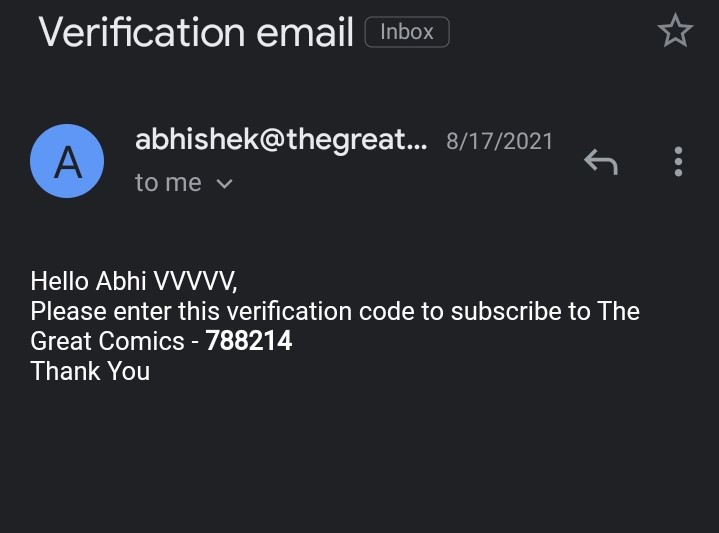 Verification email Inbox
abhishek@thegreat... 8/17/2021
to me
A
Hello Abhi VVVVV,
Please enter this verification code to subscribe to The
Great Comics - 788214
Thank You